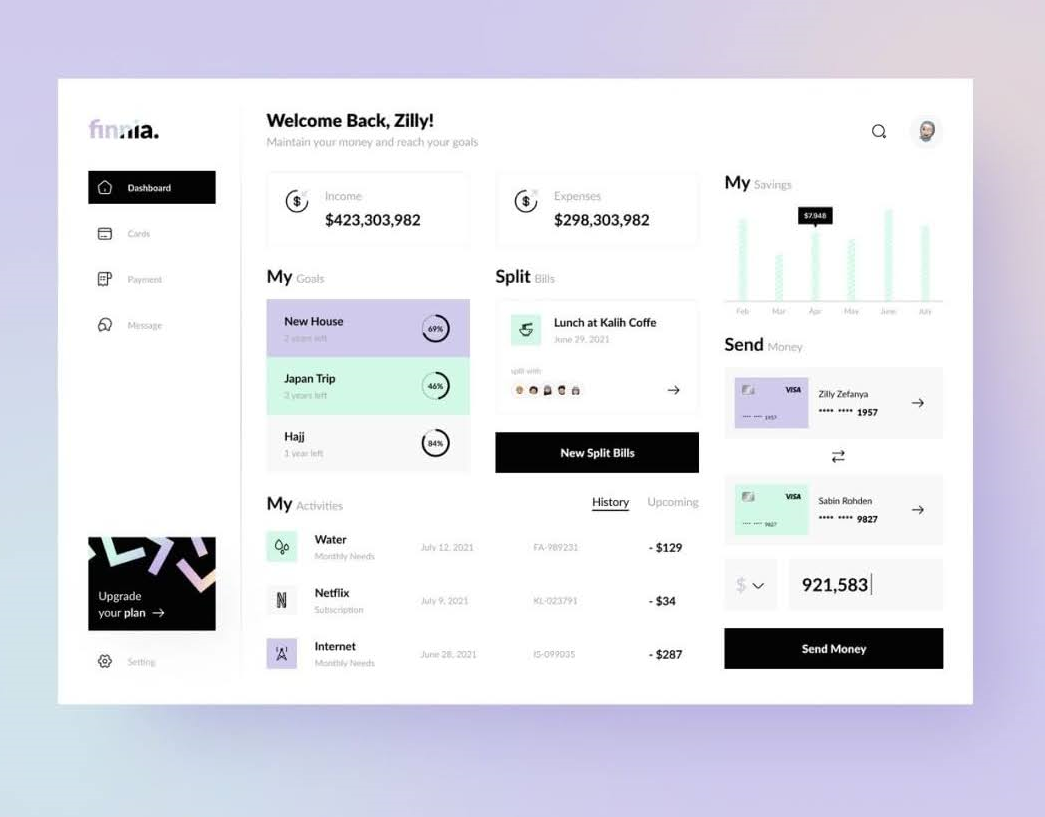 finnia.
Dashboard
Cards
Payment
Message
Upgrade
your plan
Setting
Welcome Back, Zilly!
Maintain your money and reach your goals
Income
$423,303,982
Expenses
$298,303,982
My Goals
New House
2 years left
69%
Japan Trip
3 years left
46%
Hajj
1 year left
84%
Split Bills
Lunch at Kalih Coffe
June 29, 2021
split with:
New Split Bills
My Activities
History Upcoming
Water
Monthly Needs
July 12, 2021
FA-989231
- $129
Netflix
Subscription
July 9, 2021
KL-023791
- $34
Internet
Monthly Needs
June 28, 2021
IS-099035
- $287
My Savings
$7.948
Feb Mar Apr May June July
Send Money
VISA
•••• •••• 1957
Zilly Zefanya
•••• •••• 1957
VISA
•••• •••• 9827
Sabin Rohden
•••• •••• 9827
$
921,583
Send Money